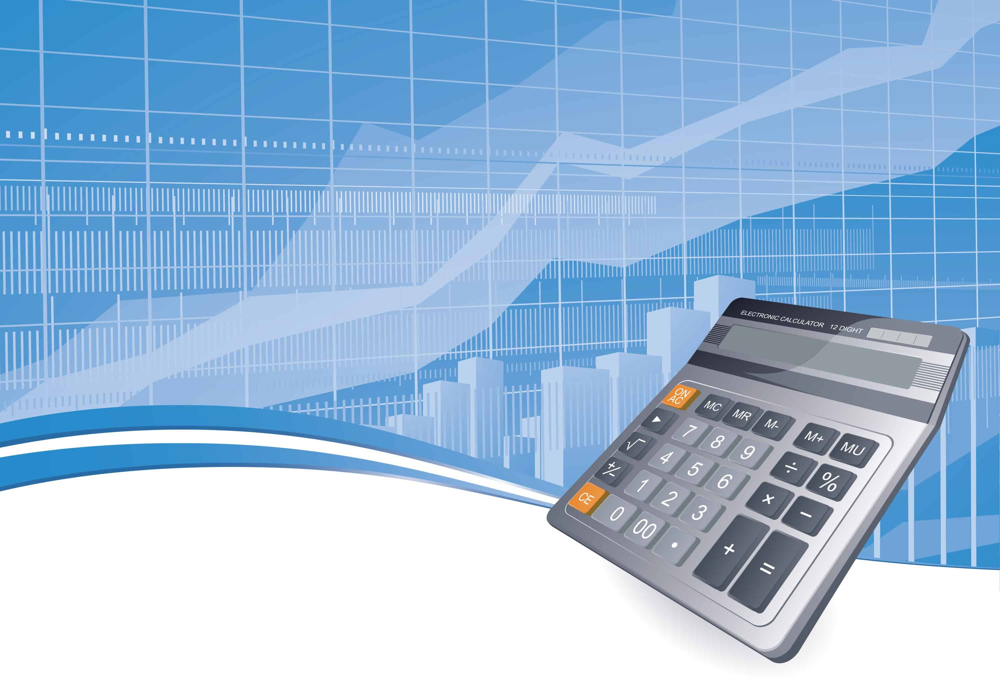 ELECTRONIC CALCULATOR 12 DIGHT
ON
AC
MC MR M- M+ MU
7 8 9 ÷ %
√
4 5 6 × −
+/-
1 2 3 + =
CE 0 00 .